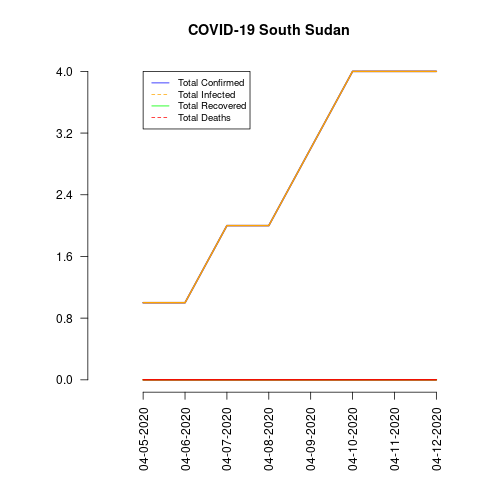 COVID-19 South Sudan
Total Confirmed
Total Infected
Total Recovered
Total Deaths
4.0
3.2
2.4
1.6
0.8
0.0
04-05-2020
04-06-2020
04-07-2020
04-08-2020
04-09-2020
04-10-2020
04-11-2020
04-12-2020